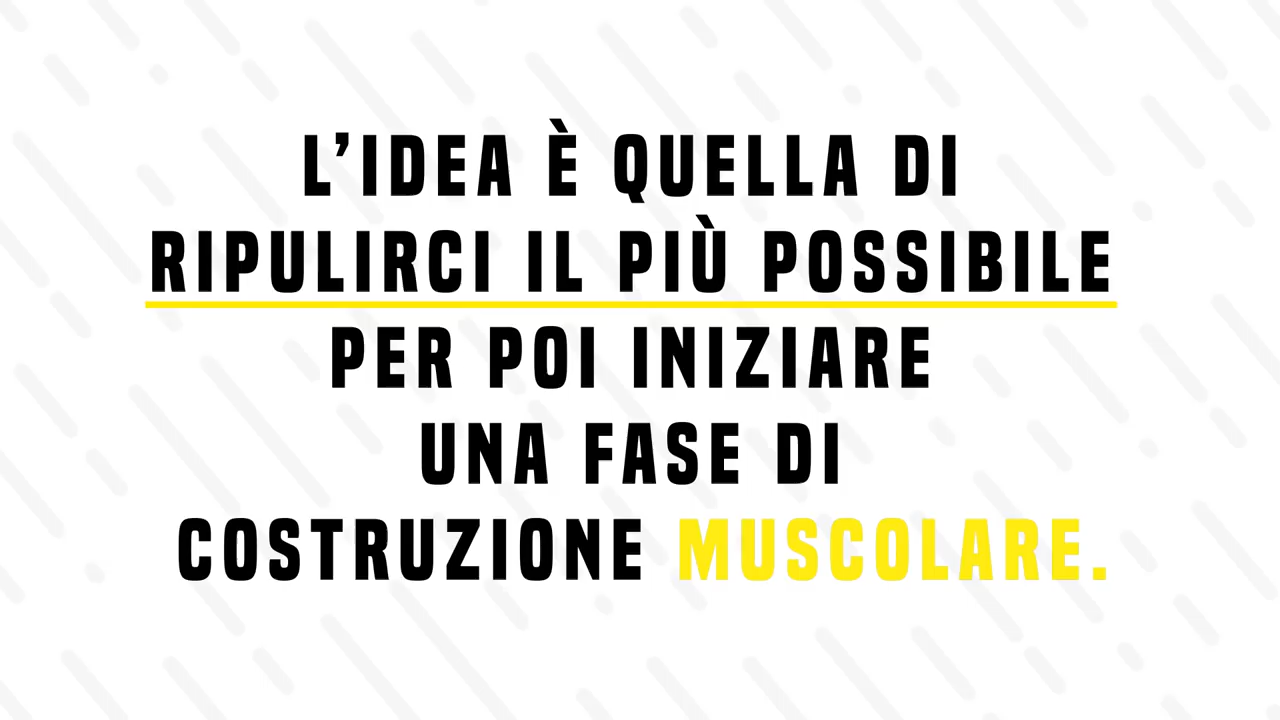 L’IDEA È QUELLA DI
RIPULIRCI IL PIÙ POSSIBILE
PER POI INIZIARE
UNA FASE DI
COSTRUZIONE MUSCOLARE.